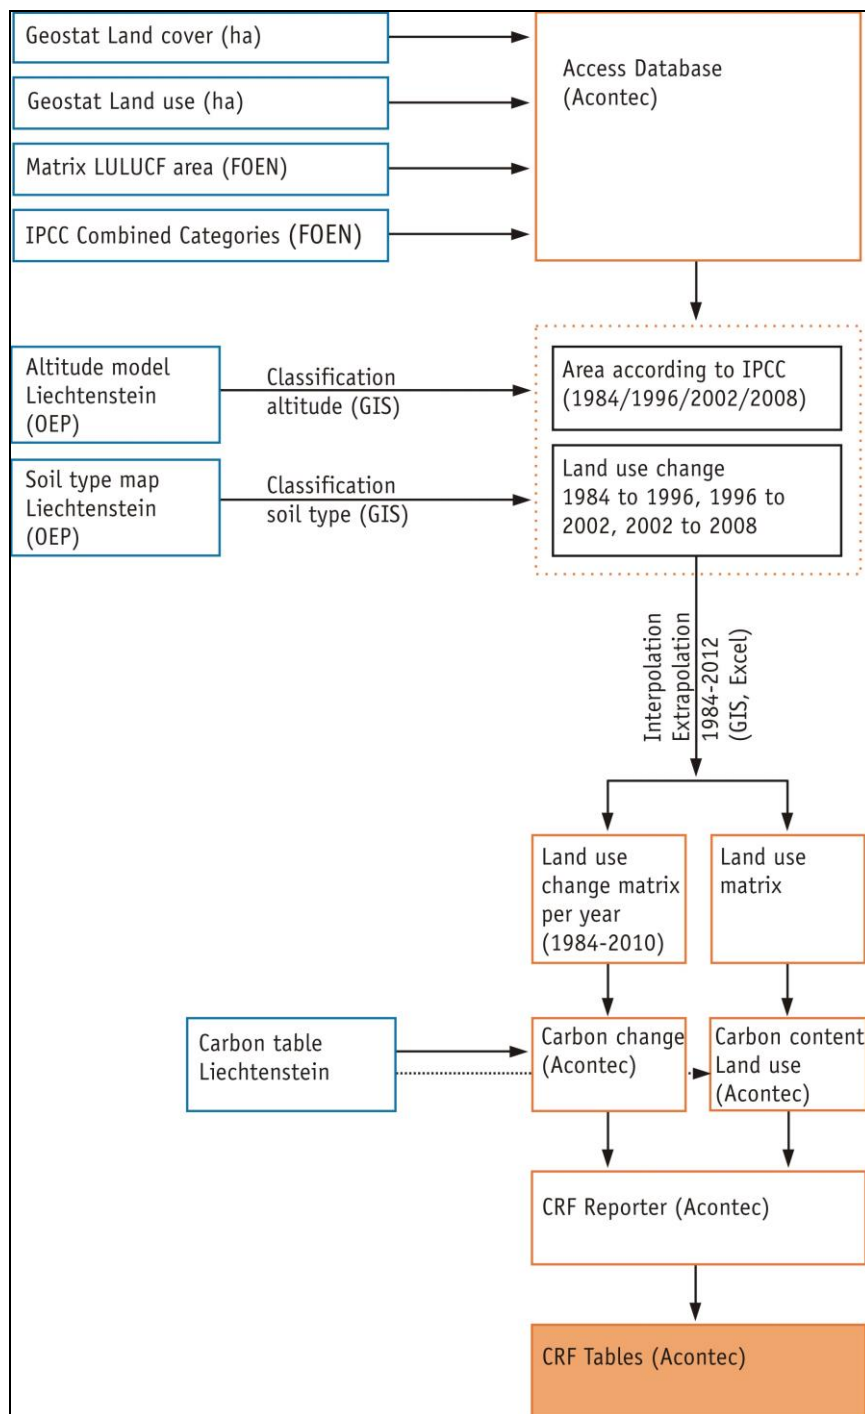 Geostat Land cover (ha)
Geostat Land use (ha)
Matrix LULUCF area (FOEN)
IPCC Combined Categories (FOEN)
Access Database
(Acontec)
Altitude model
Liechtenstein
(OEP)
Classification
altitude (GIS)
Area according to IPCC
(1984/1996/2002/2008)
Soil type map
Liechtenstein
(OEP)
Classification
soil type (GIS)
Land use change
1984 to 1996, 1996 to
2002, 2002 to 2008
Interpolation
Extrapolation
1984-2012
(GIS, Excel)
Land use
change matrix
per year
(1984-2010)
Land use
matrix
Carbon table
Liechtenstein
Carbon change
(Acontec)
Carbon content
Land use
(Acontec)
CRF Reporter (Acontec)
CRF Tables (Acontec)